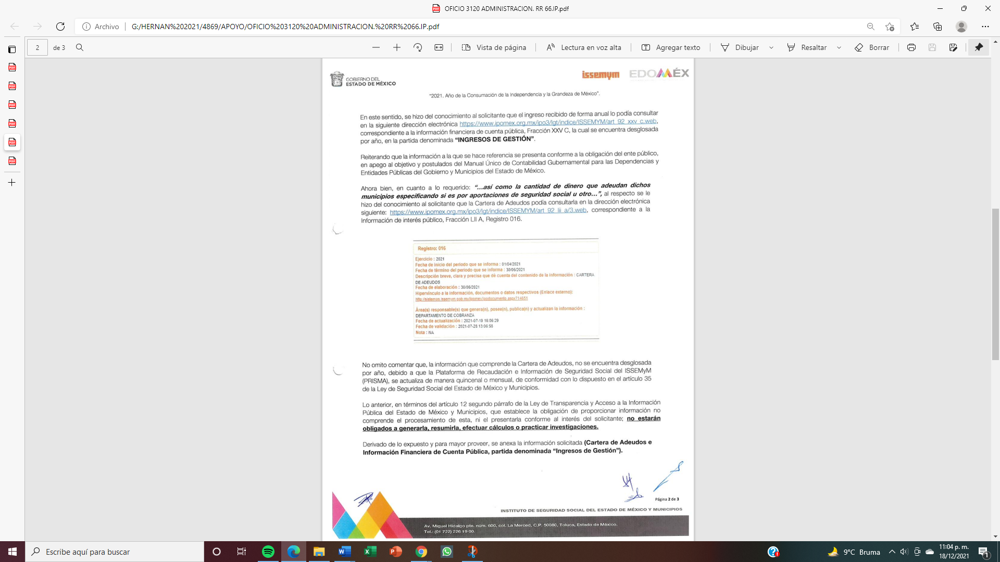 OFICIO 3120 ADMINISTRACION. RR 66.IP.pdf
Archivo
G:/HERNAN%202021/4869/APOYO/OFICIO%203120%20ADMINISTRACION.%20RR%2066.IP.pdf
2 de 3
Vista de página
Lectura en voz alta
Agregar texto
Dibujar
Resaltar
Borrar
GOBIERNO DEL
ESTADO DE MÉXICO
issemym
EDOMÉX
"2021. Año de la Consumación de la Independencia y la Grandeza de México".
En este sentido, se hizo del conocimiento al solicitante que el ingreso recibido de forma anual lo podía consultar
en la siguiente dirección electrónica https://www.ipomex.org.mx/ipo3/lgt/indice/ISSEMYM/art_92_xxv_c.web,
correspondiente a la información financiera de cuenta pública, Fracción XXV C, la cual se encuentra desglosada
por año, en la partida denominada “INGRESOS DE GESTIÓN”.
Reiterando que la información a la que se hace referencia se presenta conforme a la obligación del ente público,
en apego al objetivo y postulados del Manual Único de Contabilidad Gubernamental para las Dependencias y
Entidades Públicas del Gobierno y Municipios del Estado de México.
Ahora bien, en cuanto a lo requerido: “...así como la cantidad de dinero que adeudan dichos
municipios especificando si es por aportaciones de seguridad social u otro...”, al respecto se le
hizo del conocimiento al solicitante que la Cartera de Adeudos podía consultarla en la dirección electrónica
siguiente: https://www.ipomex.org.mx/ipo3/lgt/indice/ISSEMYM/art_92_lii_a/3.web, correspondiente a la
Información de interés público, Fracción LII A, Registro 016.
Registro: 016
Ejercicio : 2021
Fecha de inicio del periodo que se informa : 01/04/2021
Fecha de término del periodo que se informa : 30/06/2021
Descripción breve, clara y precisa que dé cuenta del contenido de la información : CARTERA
DE ADEUDOS
Fecha de elaboración : 30/06/2021
Hipervínculo a la información, documentos o datos respectivos (Enlace externo):
Área(s) responsable(s) que genera(n), posee(n), publica(n) y actualizan la información :
DEPARTAMENTO DE COBRANZA
Fecha de actualización : 2021-07-19 16:06:29
Fecha de validación : 2021-07-28 13:06:58
Nota : NA
No omito comentar que, la información que comprende la Cartera de Adeudos, no se encuentra desglosada
por año, debido a que la Plataforma de Recaudación e Información de Seguridad Social del ISSEMyM
(PRISMA), se actualiza de manera quincenal o mensual, de conformidad con lo dispuesto en el artículo 35
de la Ley de Seguridad Social del Estado de México y Municipios.
Lo anterior, en términos del artículo 12 segundo párrafo de la Ley de Transparencia y Acceso a la Información
Pública del Estado de México y Municipios, que establece la obligación de proporcionar información no
comprende el procesamiento de esta, ni el presentarla conforme al interés del solicitante; no estarán
obligados a generarla, resumirla, efectuar cálculos o practicar investigaciones.
Derivado de lo expuesto y para mayor proveer, se anexa la información solicitada (Cartera de Adeudos e
Información Financiera de Cuenta Pública, partida denominada “Ingresos de Gestión”).
Página 2 de 3
INSTITUTO DE SEGURIDAD SOCIAL DEL ESTADO DE MÉXICO Y MUNICIPIOS
Av. Miguel Hidalgo pte. núm. 600, col. La Merced, C.P. 50080, Toluca, Estado de México.
Tel.: (01 722) 226 19 00.
Escribe aquí para buscar
9°C Bruma
11:04 p. m.
18/12/2021
1